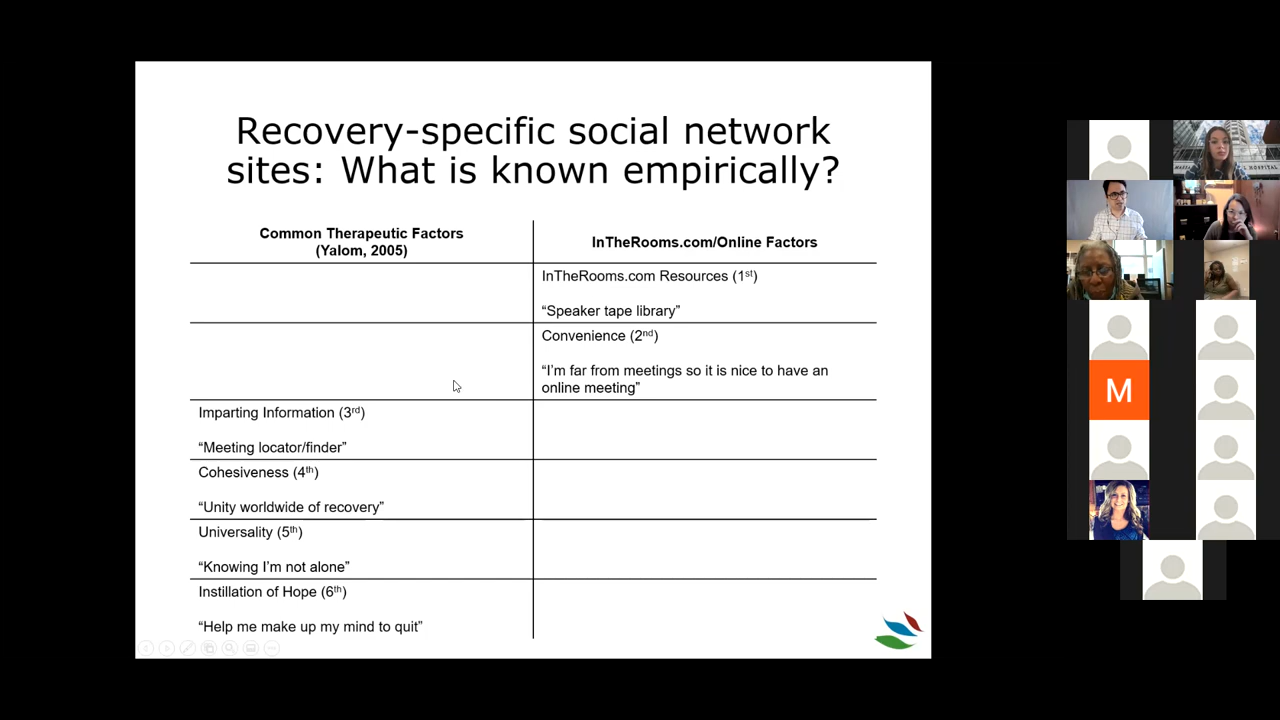 Recovery-specific social network
sites: What is known empirically?
Common Therapeutic Factors
(Yalom, 2005)
InTheRooms.com/Online Factors
InTheRooms.com Resources (1st)
“Speaker tape library”
Convenience (2nd)
“I’m far from meetings so it is nice to have an
online meeting”
Imparting Information (3rd)
“Meeting locator/finder”
Cohesiveness (4th)
“Unity worldwide of recovery”
Universality (5th)
“Knowing I’m not alone”
Instillation of Hope (6th)
“Help me make up my mind to quit”
HOSPITAL
M